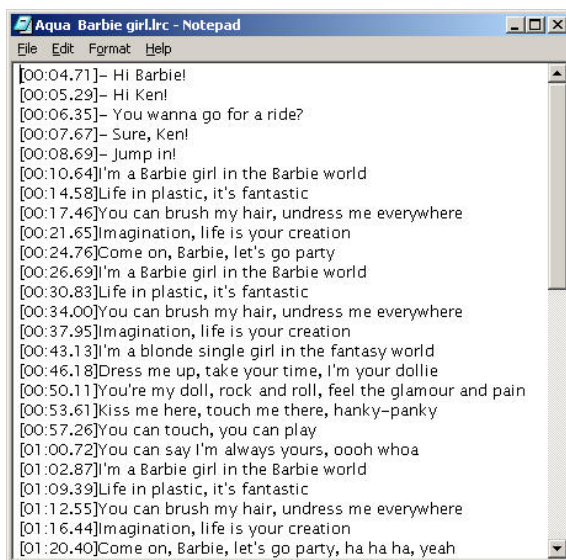 Aqua  Barbie girl.lrc - Notepad
File Edit Format Help
[00:04.71]– Hi Barbie!
[00:05.29]– Hi Ken!
[00:06.35]– You wanna go for a ride?
[00:07.67]– Sure, Ken!
[00:08.69]– Jump in!
[00:10.64]I'm a Barbie girl in the Barbie world
[00:14.58]Life in plastic, it's fantastic
[00:17.46]You can brush my hair, undress me everywhere
[00:21.65]Imagination, life is your creation
[00:24.76]Come on, Barbie, let's go party
[00:26.69]I'm a Barbie girl in the Barbie world
[00:30.83]Life in plastic, it's fantastic
[00:34.00]You can brush my hair, undress me everywhere
[00:37.95]Imagination, life is your creation
[00:43.13]I'm a blonde single girl in the fantasy world
[00:46.18]Dress me up, take your time, I'm your dollie
[00:50.11]You're my doll, rock and roll, feel the glamour and pain
[00:53.61]Kiss me here, touch me there, hanky–panky
[00:57.26]You can touch, you can play
[01:00.72]You can say I'm always yours, oooh whoa
[01:02.87]I'm a Barbie girl in the Barbie world
[01:09.39]Life in plastic, it's fantastic
[01:12.55]You can brush my hair, undress me everywhere
[01:16.44]Imagination, life is your creation
[01:20.40]Come on, Barbie, let's go party, ha ha ha, yeah